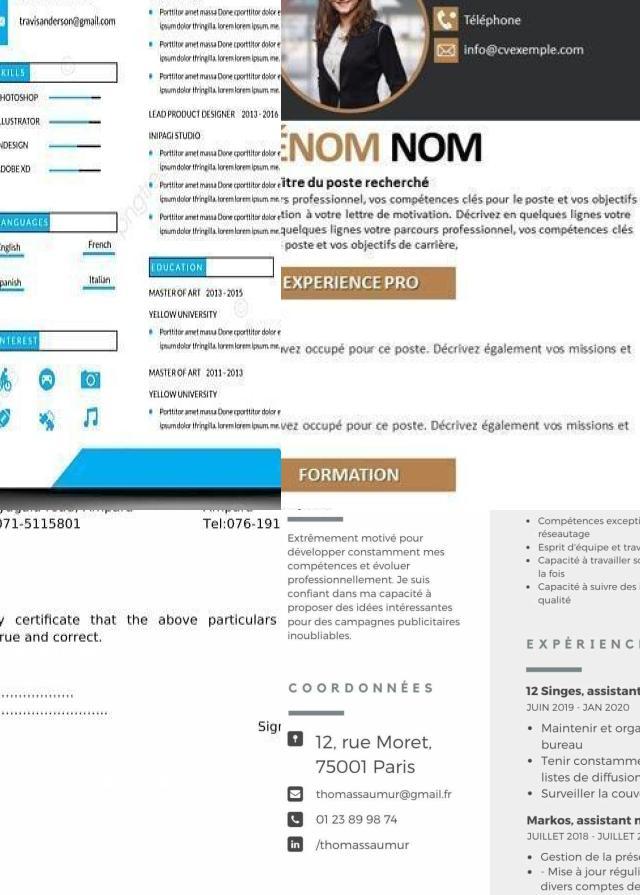 travisanderson@gmail.com
KILLS
HOTOSHOP
LUSTRATOR
NDESIGN
DOBE XD
ANGUAGES
nglish
French
panish
Italian
NTEREST
Porttitor amet massa Done cporttitor dolor e
ipsum dolor tfringilla. lorem lorem ipsum. me.
Porttitor amet massa Done cporttitor dolor e
ipsum dolor tfringilla. lorem lorem ipsum. me.
Porttitor amet massa Done cporttitor dolor e
ipsum dolor tfringilla. lorem lorem ipsum. me.
LEAD PRODUCT DESIGNER 2013 - 2016
INIPAGI STUDIO
Porttitor amet massa Done cporttitor dolor e
ipsum dolor tfringilla. lorem lorem ipsum. me.
Porttitor amet massa Done cporttitor dolor e
ipsum dolor tfringilla. lorem lorem ipsum. me.
Porttitor amet massa Done cporttitor dolor e
ipsum dolor tfringilla. lorem lorem ipsum. me.
EDUCATION
MASTER OF ART 2013 - 2015
YELLOW UNIVERSITY
Porttitor amet massa Done cporttitor dolor e
ipsum dolor tfringilla. lorem lorem ipsum. me.
MASTER OF ART 2011 - 2013
YELLOW UNIVERSITY
Porttitor amet massa Done cporttitor dolor e
ipsum dolor tfringilla. lorem lorem ipsum. me.
Téléphone
info@cvexemple.com
ÉNOM NOM
itre du poste recherché
rs professionnel, vos compétences clés pour le poste et vos objectifs
tion à votre lettre de motivation. Décrivez en quelques lignes votre
quelques lignes votre parcours professionnel, vos compétences clés
poste et vos objectifs de carrière,
EXPERIENCE PRO
vez occupé pour ce poste. Décrivez également vos missions et
vez occupé pour ce poste. Décrivez également vos missions et
FORMATION
071-5115801
Tel:076-191
y certificate that the above particulars
rue and correct.
Sigr
Extrêmement motivé pour
développer constamment mes
compétences et évoluer
professionnellement. Je suis
confiant dans ma capacité à
proposer des idées intéressantes
pour des campagnes publicitaires
inoubliables.
COORDONNÉES
12, rue Moret,
75001 Paris
thomassaumur@gmail.fr
01 23 89 98 74
/thomassaumur
Compétences excepti
réseautage
Esprit d'équipe et trav
Capacité à travailler so
la fois
Capacité à suivre des i
qualité
EXPÉRIENC
12 Singes, assistant
JUIN 2019 - JAN 2020
Maintenir et orga
bureau
Tenir constamme
listes de diffusion
Surveiller la couv
Markos, assistant n
JUILLET 2018 - JUILLET 2
Gestion de la prése
- Mise à jour réguli
divers comptes de